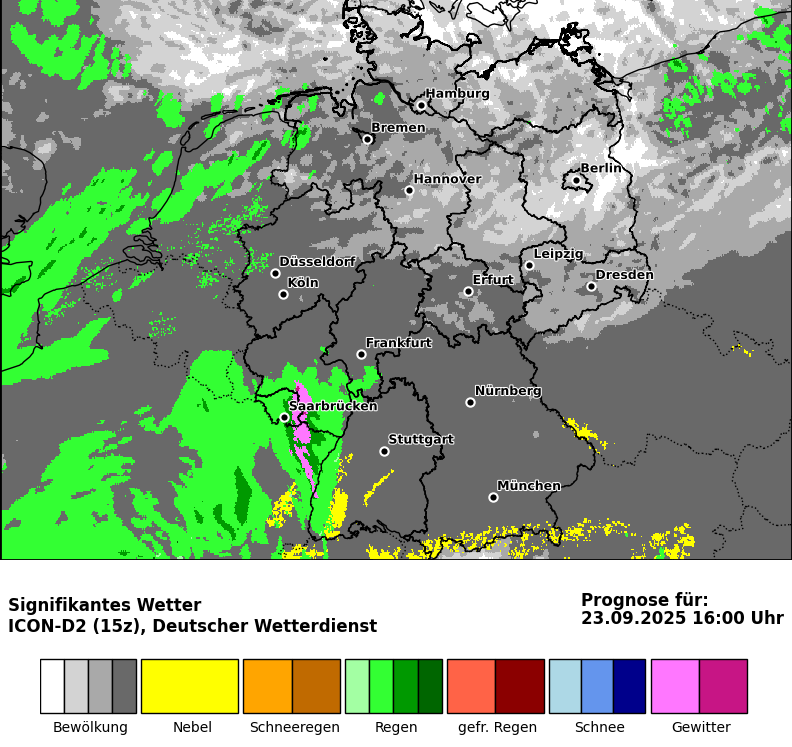 Hamburg
Bremen
Berlin
Hannover
Leipzig
Düsseldorf
Dresden
Köln
Erfurt
Frankfurt
Nürnberg
Saarbrücken
Stuttgart
München
Signifikantes Wetter
ICON-D2 (15z), Deutscher Wetterdienst
Prognose für:
23.09.2025 16:00 Uhr
Bewölkung Nebel Schneeregen Regen gefr. Regen Schnee Gewitter